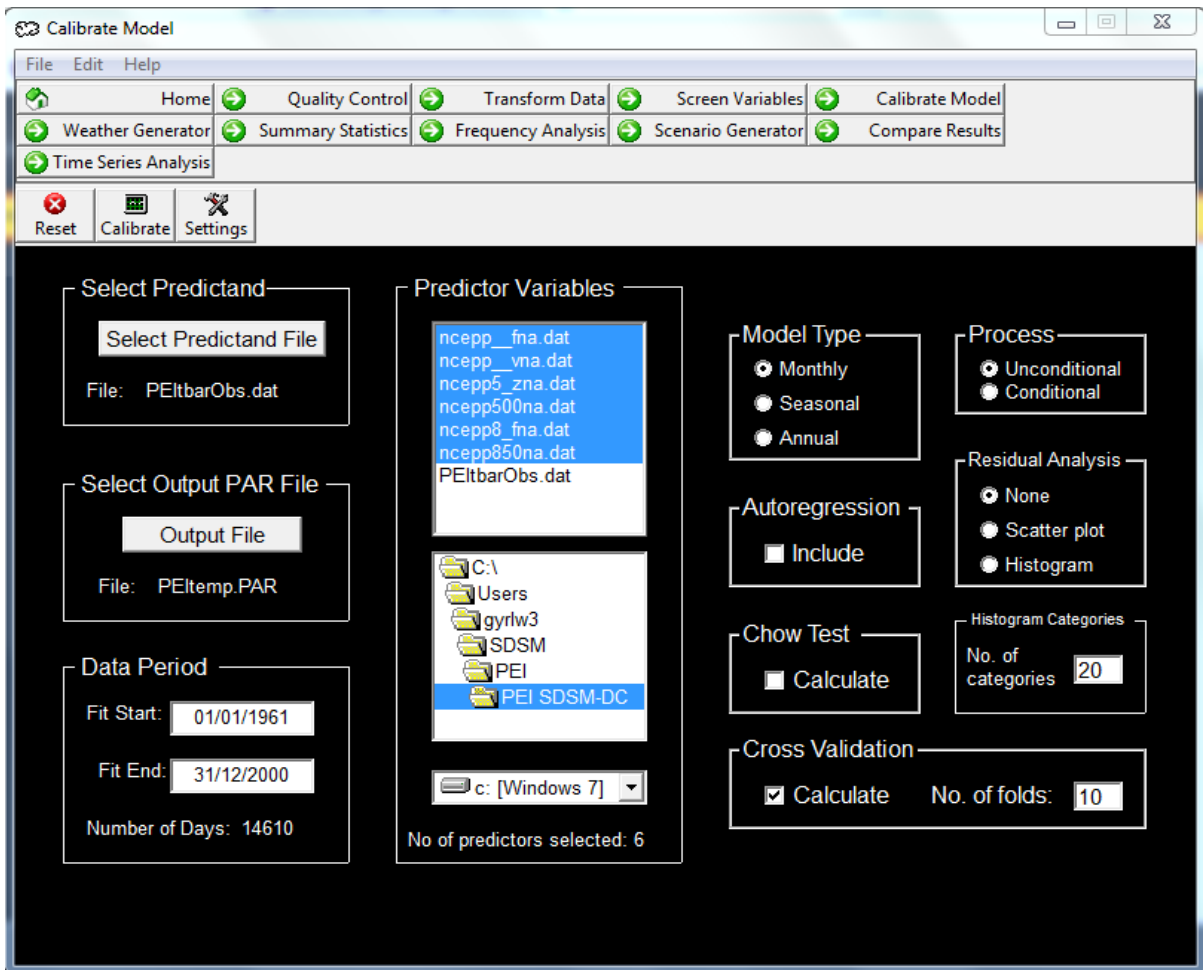 Calibrate Model
File Edit Help
Home Quality Control Transform Data Screen Variables Calibrate Model
Weather Generator Summary Statistics Frequency Analysis Scenario Generator Compare Results
Time Series Analysis
Reset Calibrate Settings
Select Predictand
Select Predictand File
File: PEItbarObs.dat
Select Output PAR File
Output File
File: PEItemp.PAR
Data Period
Fit Start: 01/01/1961
Fit End: 31/12/2000
Number of Days: 14610
Predictor Variables
ncepp__fna.dat
ncepp__vna.dat
ncepp5_zna.dat
ncepp500na.dat
ncepp8_fna.dat
ncepp850na.dat
PEItbarObs.dat
C:\
Users
gyrlw3
SDSM
PEI
PEI SDSM-DC
c: [Windows 7]
No of predictors selected: 6
Model Type
Monthly
Seasonal
Annual
Process
Unconditional
Conditional
Autoregression
Include
Residual Analysis
None
Scatter plot
Histogram
Chow Test
Calculate
Histogram Categories
No. of
categories 20
Cross Validation
Calculate No. of folds: 10